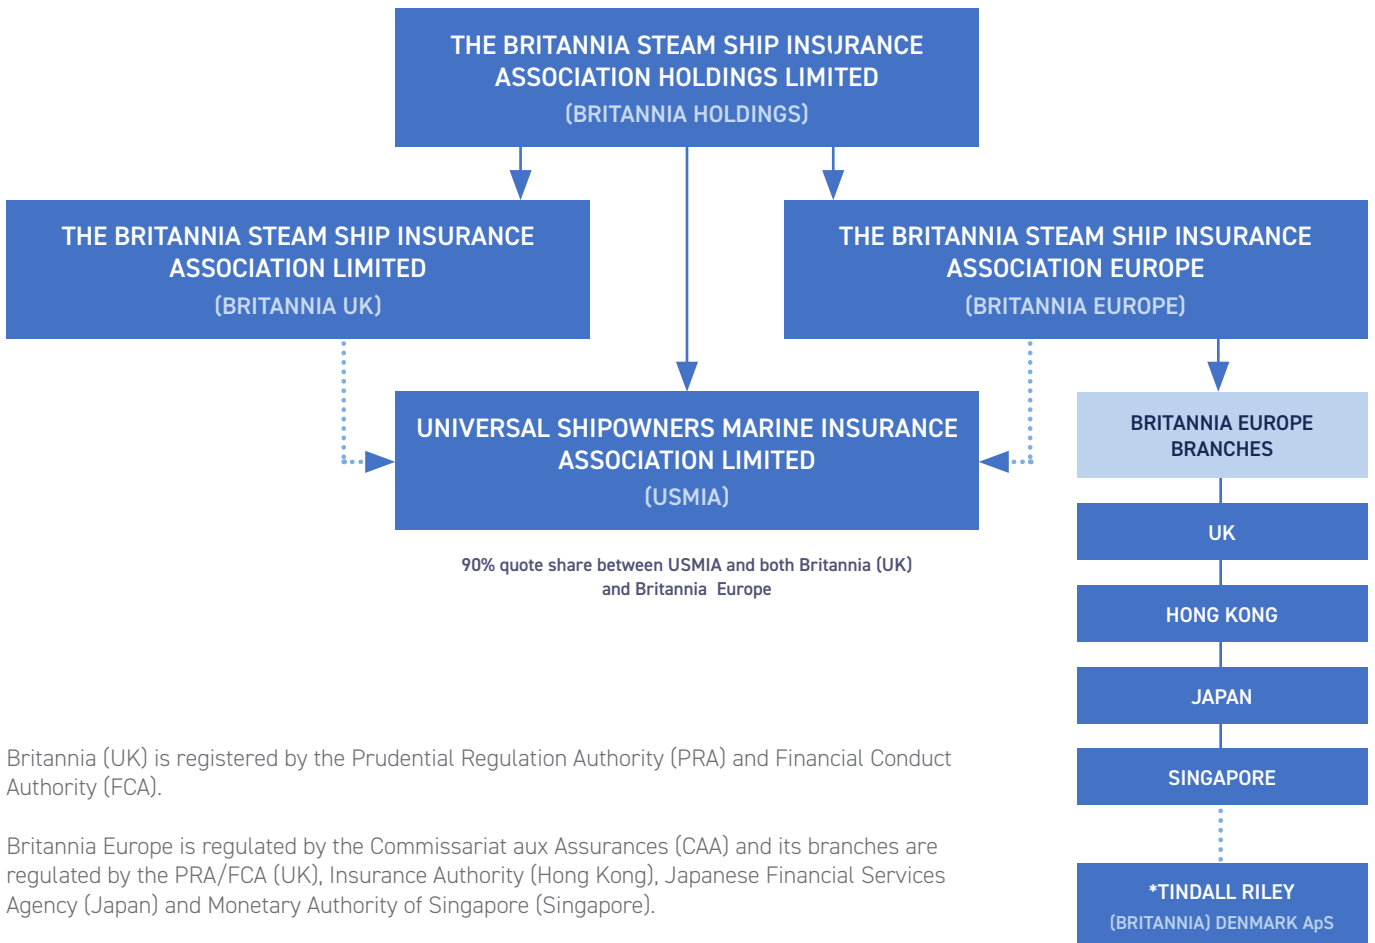 THE BRITANNIA STEAM SHIP INSURANCE
ASSOCIATION HOLDINGS LIMITED
(BRITANNIA HOLDINGS)
THE BRITANNIA STEAM SHIP INSURANCE
ASSOCIATION LIMITED
(BRITANNIA UK)
THE BRITANNIA STEAM SHIP INSURANCE
ASSOCIATION EUROPE
(BRITANNIA EUROPE)
UNIVERSAL SHIPOWNERS MARINE INSURANCE
ASSOCIATION LIMITED
(USMIA)
90% quote share between USMIA and both Britannia (UK)
and Britannia Europe
BRITANNIA EUROPE
BRANCHES
UK
HONG KONG
JAPAN
SINGAPORE
*TINDALL RILEY
(BRITANNIA) DENMARK ApS
Britannia (UK) is registered by the Prudential Regulation Authority (PRA) and Financial Conduct
Authority (FCA).
Britannia Europe is regulated by the Commissariat aux Assurances (CAA) and its branches are
regulated by the PRA/FCA (UK), Insurance Authority (Hong Kong), Japanese Financial Services
Agency (Japan) and Monetary Authority of Singapore (Singapore).